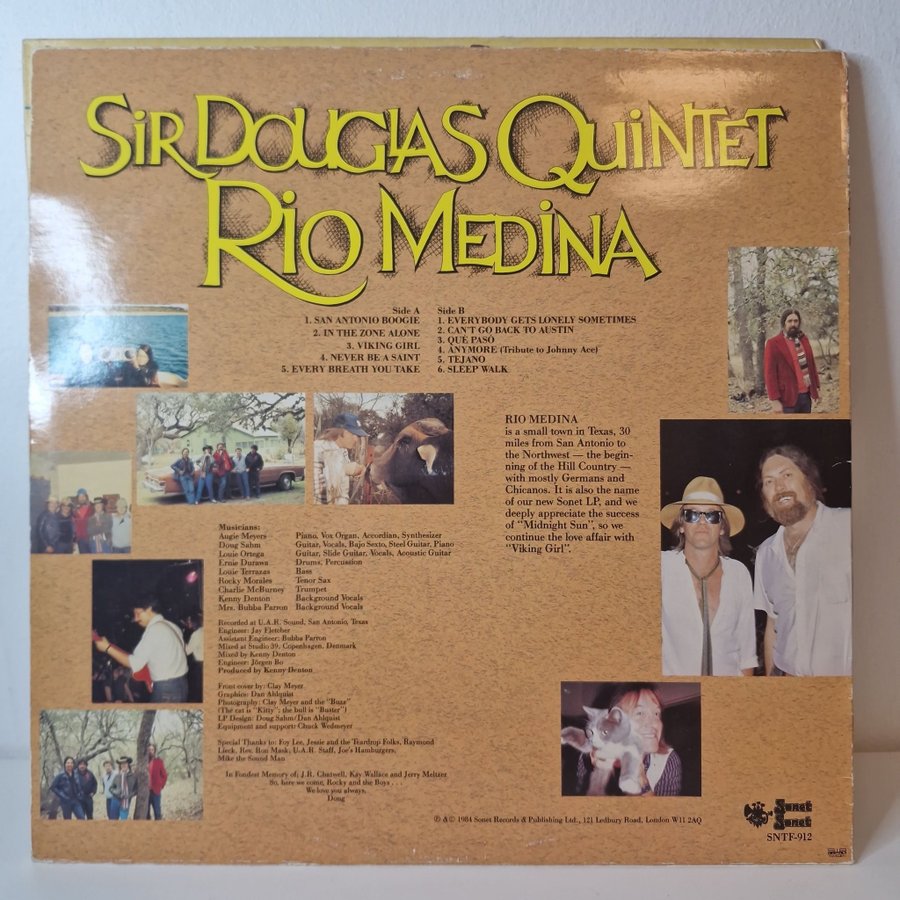 SIR DOUGLAS QUINTET
RIO MEDINA
Side A
1. SAN ANTONIO BOOGIE
2. IN THE ZONE ALONE
3. VIKING GIRL
4. NEVER BE A SAINT
5. EVERY BREATH YOU TAKE
Side B
1. EVERYBODY GETS LONELY SOMETIMES
2. CAN'T GO BACK TO AUSTIN
3. QUÉ PASÓ
4. ANYMORE (Tribute to Johnny Ace)
5. TEJANO
6. SLEEP WALK
RIO MEDINA
is a small town in Texas, 30
miles from San Antonio to
the Northwest — the begin-
ning of the Hill Country —
with mostly Germans and
Chicanos. It is also the name
of our new Sonet LP, and we
deeply appreciate the success
of "Midnight Sun", so we
continue the love affair with
"Viking Girl".
Musicians:
Augie Meyers Piano, Vox Organ, Accordian, Synthesizer
Doug Sahm Guitar, Vocals, Bajo Sexto, Steel Guitar, Piano
Louie Ortega Guitar, Slide Guitar, Vocals, Acoustic Guitar
Ernie Durawa Drums, Percussion
Louie Terrazas Bass
Rocky Morales Tenor Sax
Charlie McBurney Trumpet
Kenny Denton Background Vocals
Mrs. Bubba Parron Background Vocals
Recorded at U.A.R. Sound, San Antonio, Texas
Engineer: Jay Fletcher
Assistent Engineer: Bubba Parron
Mixed at Studio 39, Copenhagen, Denmark
Mixed by Kenny Denton
Engineer: Jörgen Bo
Produced by Kenny Denton
Front cover by: Clay Meyer
Graphics: Dan Ahlquist
Photography: Clay Meyer and the "Buzz"
(The cat is "Kitty"; the bull is "Buster")
LP Design: Doug Sahm/Dan Ahlquist
Equipment and support: Chuck Wedmeyer
Special Thanks to: Foy Lee, Jessie and the Teardrop Folks, Raymond
Lieck, Rev. Ron Mask, U.A.R. Staff, Joe's Hamburgers,
Mike the Sound Man
In Fondest Memory of: J.R. Chatwell, Kay Wallace and Jerry Meltzer
So, here we come, Rocky and the Boys . . .
We love you always,
Doug
℗ & © 1984 Sonet Records & Publishing Ltd., 121 Ledbury Road, London W11 2AQ
Sonet
Sonet
SNTF-912